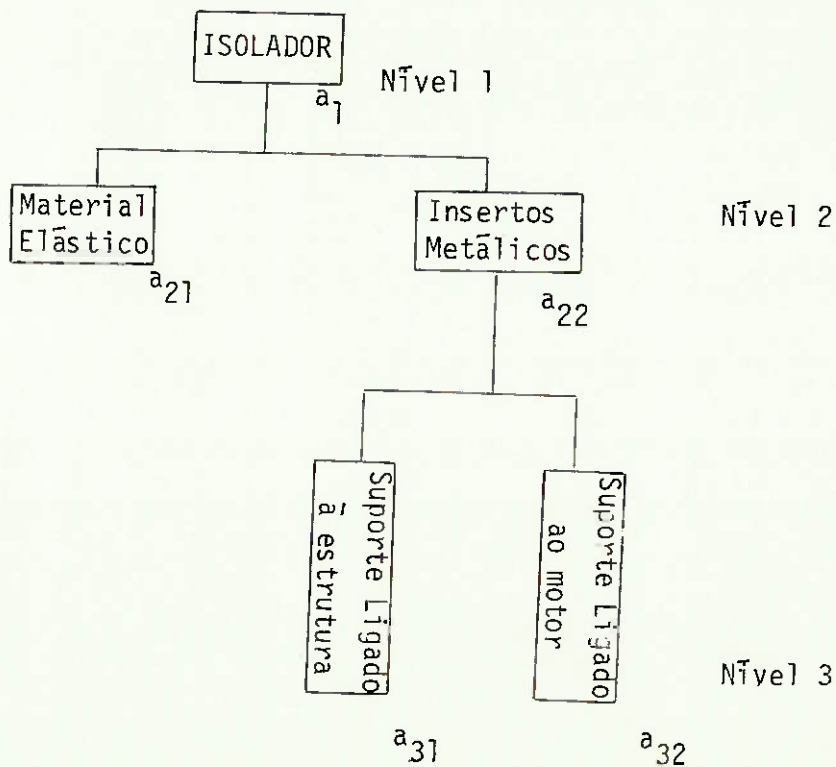 ISOLADOR
Nível 1
a1
Material
Elástico
a21
Insertos
Metálicos
a22
Nível 2
Suporte Ligado
à estrutura
a31
Suporte Ligado
ao motor
a32
Nível 3